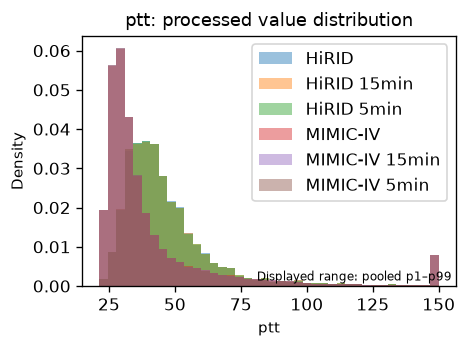 ptt: processed value distribution
Density
0.06
0.05
0.04
0.03
0.02
0.01
0.00
HiRID
HiRID 15min
HiRID 5min
MIMIC-IV
MIMIC-IV 15min
MIMIC-IV 5min
Displayed range: pooled p1–p99
25 50 75 100 125 150
ptt